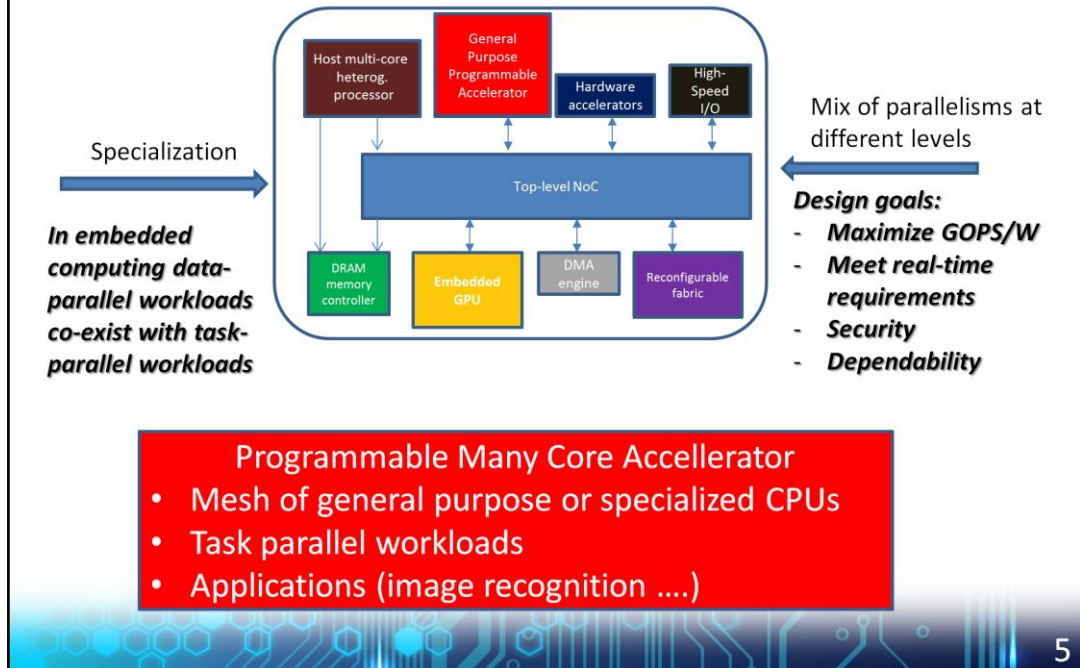 Host multi-core
heterog.
processor
General
Purpose
Programmable
Accelerator
Hardware
accelerators
High-
Speed
I/O
Specialization
Mix of parallelisms at
different levels
Top-level NoC
In embedded
computing data-
parallel workloads
co-exist with task-
parallel workloads
DRAM
memory
controller
Embedded
GPU
DMA
engine
Reconfigurable
fabric
Design goals:
- Maximize GOPS/W
- Meet real-time
requirements
- Security
- Dependability
Programmable Many Core Accellerator
• Mesh of general purpose or specialized CPUs
• Task parallel workloads
• Applications (image recognition ....)
5